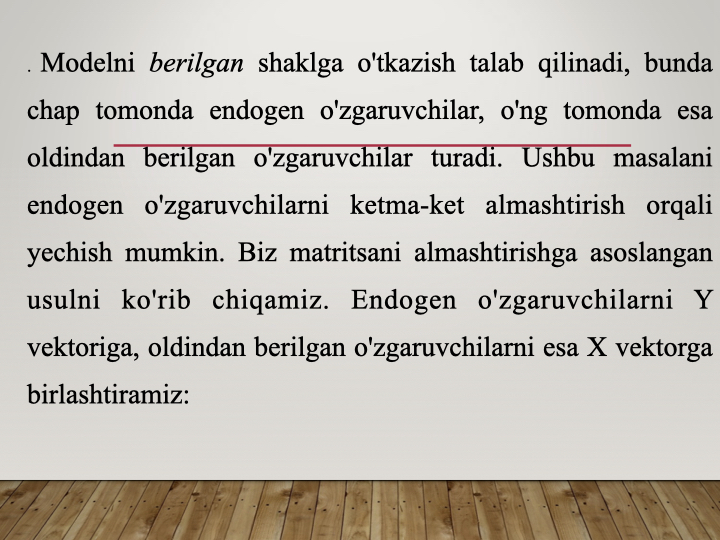 . Modelni berilgan shaklga o'tkazish talab qilinadi, bunda
chap tomonda endogen o'zgaruvchilar, o'ng tomonda esa
oldindan berilgan o'zgaruvchilar turadi. Ushbu masalani
endogen o'zgaruvchilarni ketma-ket almashtirish orqali
yechish mumkin. Biz matritsani almashtirishga asoslangan
usulni ko'rib chiqamiz. Endogen o'zgaruvchilarni Y
vektoriga, oldindan berilgan o'zgaruvchilarni esa X vektorga
birlashtiramiz: